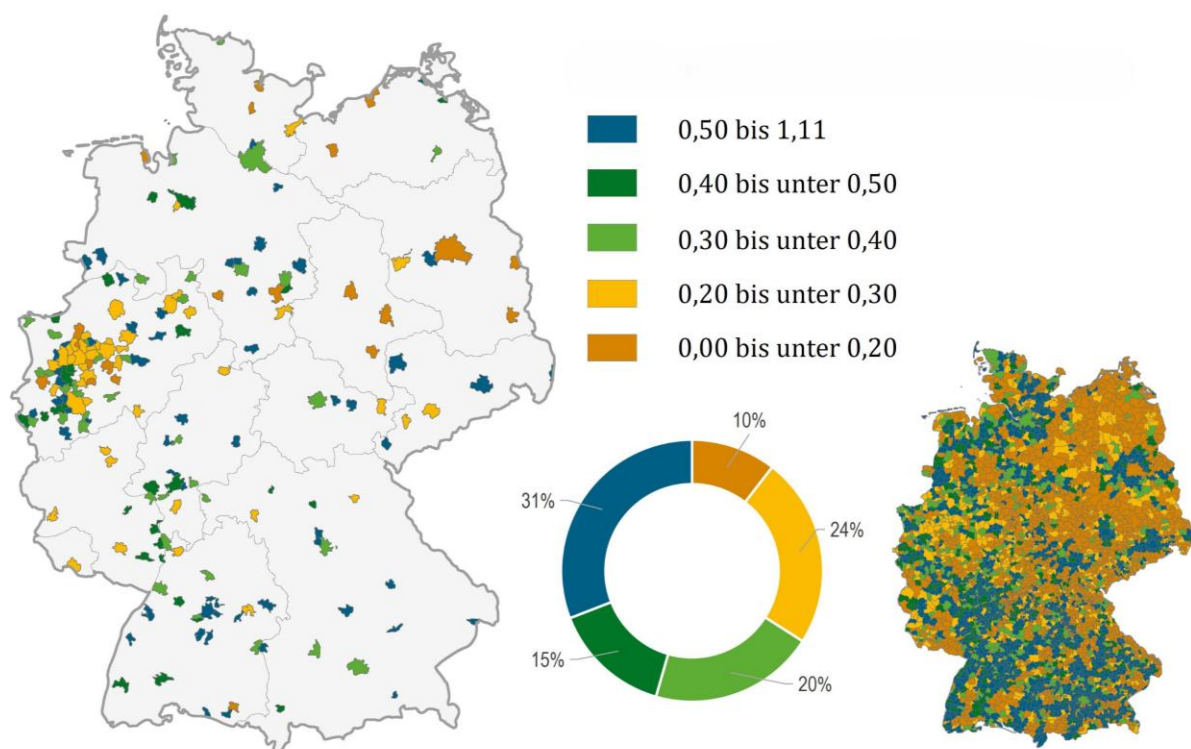 0,50 bis 1,11
0,40 bis unter 0,50
0,30 bis unter 0,40
0,20 bis unter 0,30
0,00 bis unter 0,20
10%
31%
24%
15%
20%